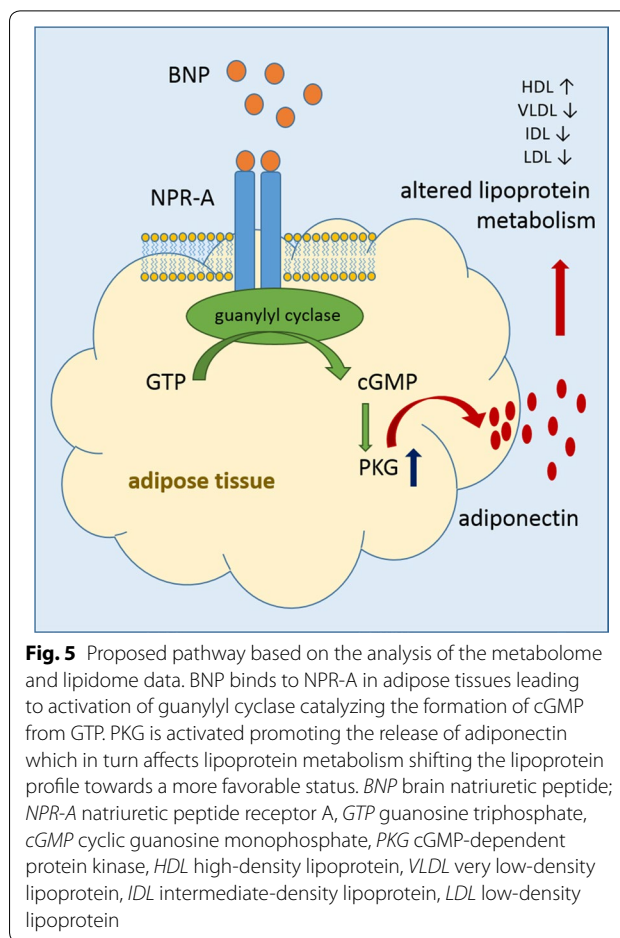 BNP
HDL ↑
VLDL ↓
IDL ↓
LDL ↓
NPR-A
altered lipoprotein
metabolism
guanylyl cyclase
GTP
cGMP
PKG
adipose tissue
adiponectin
Fig. 5 Proposed pathway based on the analysis of the metabolome
and lipidome data. BNP binds to NPR-A in adipose tissues leading
to activation of guanylyl cyclase catalyzing the formation of cGMP
from GTP. PKG is activated promoting the release of adiponectin
which in turn affects lipoprotein metabolism shifting the lipoprotein
profile towards a more favorable status. BNP brain natriuretic peptide;
NPR-A natriuretic peptide receptor A, GTP guanosine triphosphate,
cGMP cyclic guanosine monophosphate, PKG cGMP-dependent
protein kinase, HDL high-density lipoprotein, VLDL very low-density
lipoprotein, IDL intermediate-density lipoprotein, LDL low-density
lipoprotein